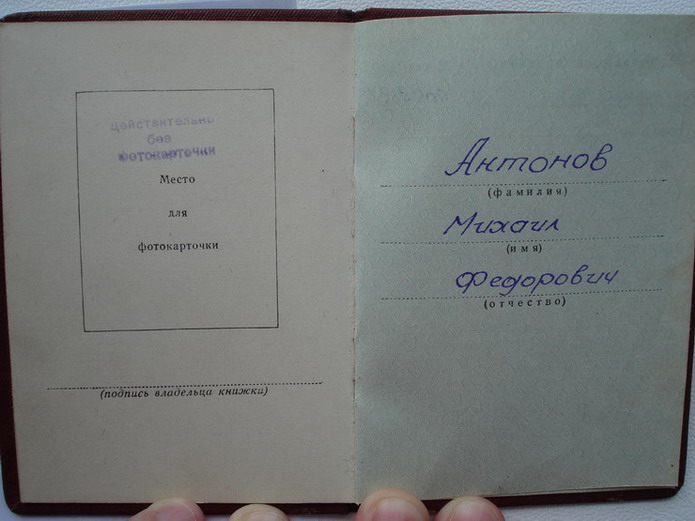 действительно
без
фотокарточки
Место
для
фотокарточки
(подпись владельца книжки)
Антонов
(фамилия)
Михаил
(имя)
Федорович
(отчество)